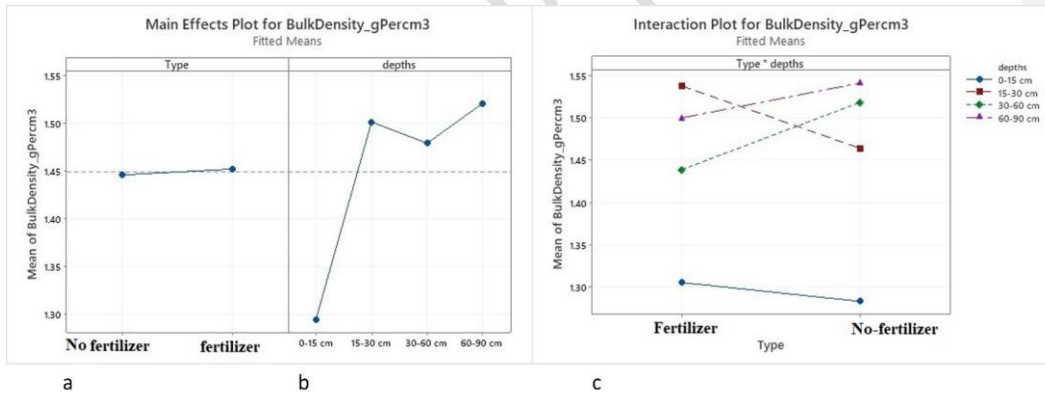 Main Effects Plot for BulkDensity_gPercm3
Fitted Means
Type
depths
Mean of BulkDensity_gPercm3
1.55
1.50
1.45
1.40
1.35
1.30
No fertilizer
fertilizer
0-15 cm
15-30 cm
30-60 cm
60-90 cm
a
b
Interaction Plot for BulkDensity_gPercm3
Fitted Means
Type * depths
Mean of BulkDensity_gPercm3
1.55
1.50
1.45
1.40
1.35
1.30
Fertilizer
No-fertilizer
Type
depths
0-15 cm
15-30 cm
30-60 cm
60-90 cm
c